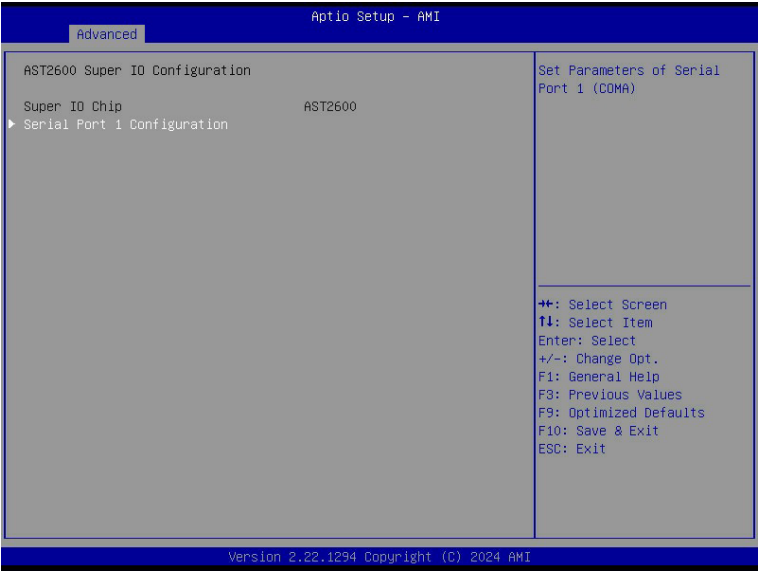 Aptio Setup – AMI
Advanced
AST2600 Super IO Configuration
Super IO Chip AST2600
▶ Serial Port 1 Configuration
Set Parameters of Serial
Port 1 (COMA)
→←: Select Screen
↑↓: Select Item
Enter: Select
+/-: Change Opt.
F1: General Help
F3: Previous Values
F9: Optimized Defaults
F10: Save & Exit
ESC: Exit
Version 2.22.1294 Copyright (C) 2024 AMI